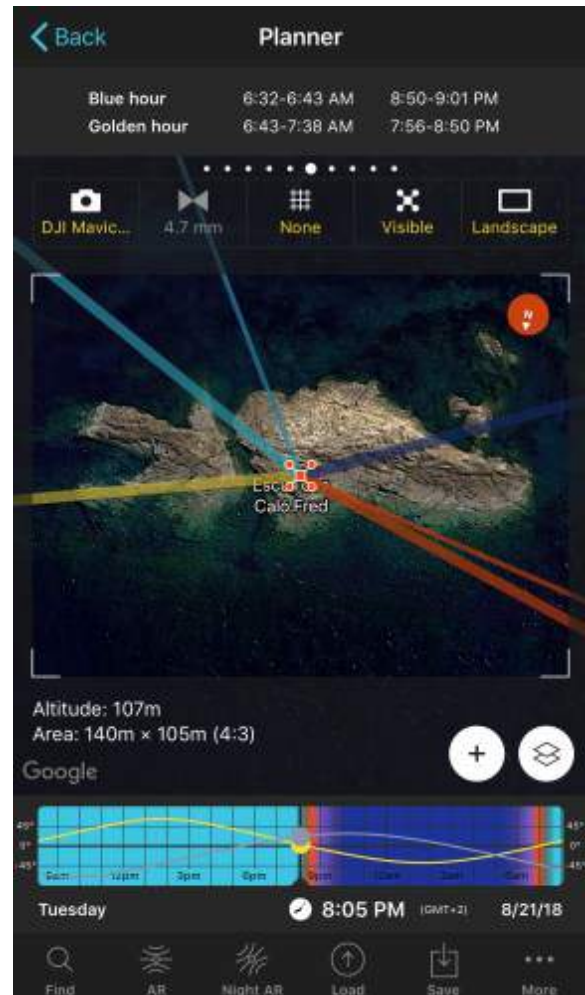 Back
Planner
Blue hour 6:32-6:43 AM 8:50-9:01 PM
Golden hour 6:43-7:38 AM 7:56-8:50 PM
DJI Mavic... 4.7 mm None Visible Landscape
N
Calo Fred
Altitude: 107m
Area: 140m × 105m (4:3)
+
Google
45° 45°
0° 0°
-45° -45°
9am 12pm 3pm 6pm 9pm 12am 3am 6am
Tuesday 8:05 PM (GMT+2) 8/21/18
Find AR Night AR Load Save More